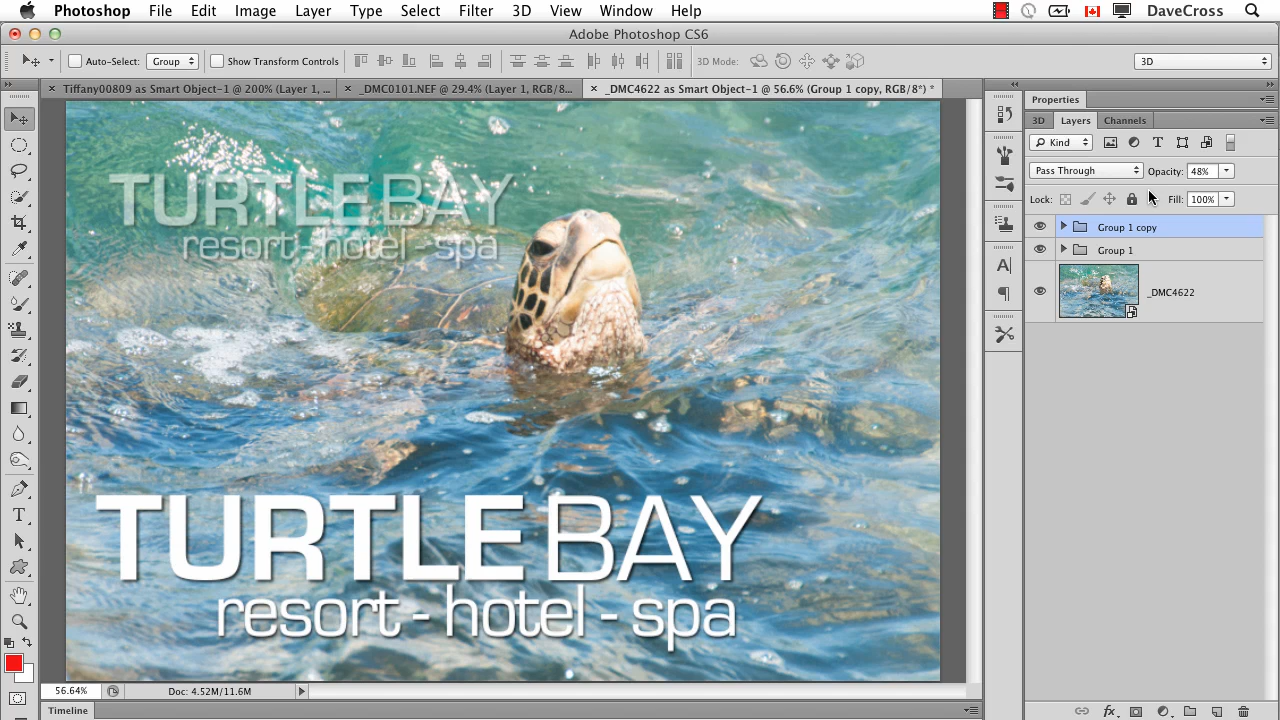 Photoshop File Edit Image Layer Type Select Filter 3D View Window Help DaveCross
Adobe Photoshop CS6
Auto-Select: Group Show Transform Controls 3D Mode: 3D
Tiffany00809 as Smart Object-1 @ 200% (Layer 1, ... _DMC0101.NEF @ 29.4% (Layer 1, RGB/8... _DMC4622 as Smart Object-1 @ 56.6% (Group 1 copy, RGB/8*) *
Properties
3D Layers Channels
Kind
Pass Through Opacity: 48%
Lock: Fill: 100%
Group 1 copy
Group 1
_DMC4622
TURTLEBAY
resort-hotel-spa
TURTLEBAY
resort-hotel-spa
56.64% Doc: 4.52M/11.6M
Timeline